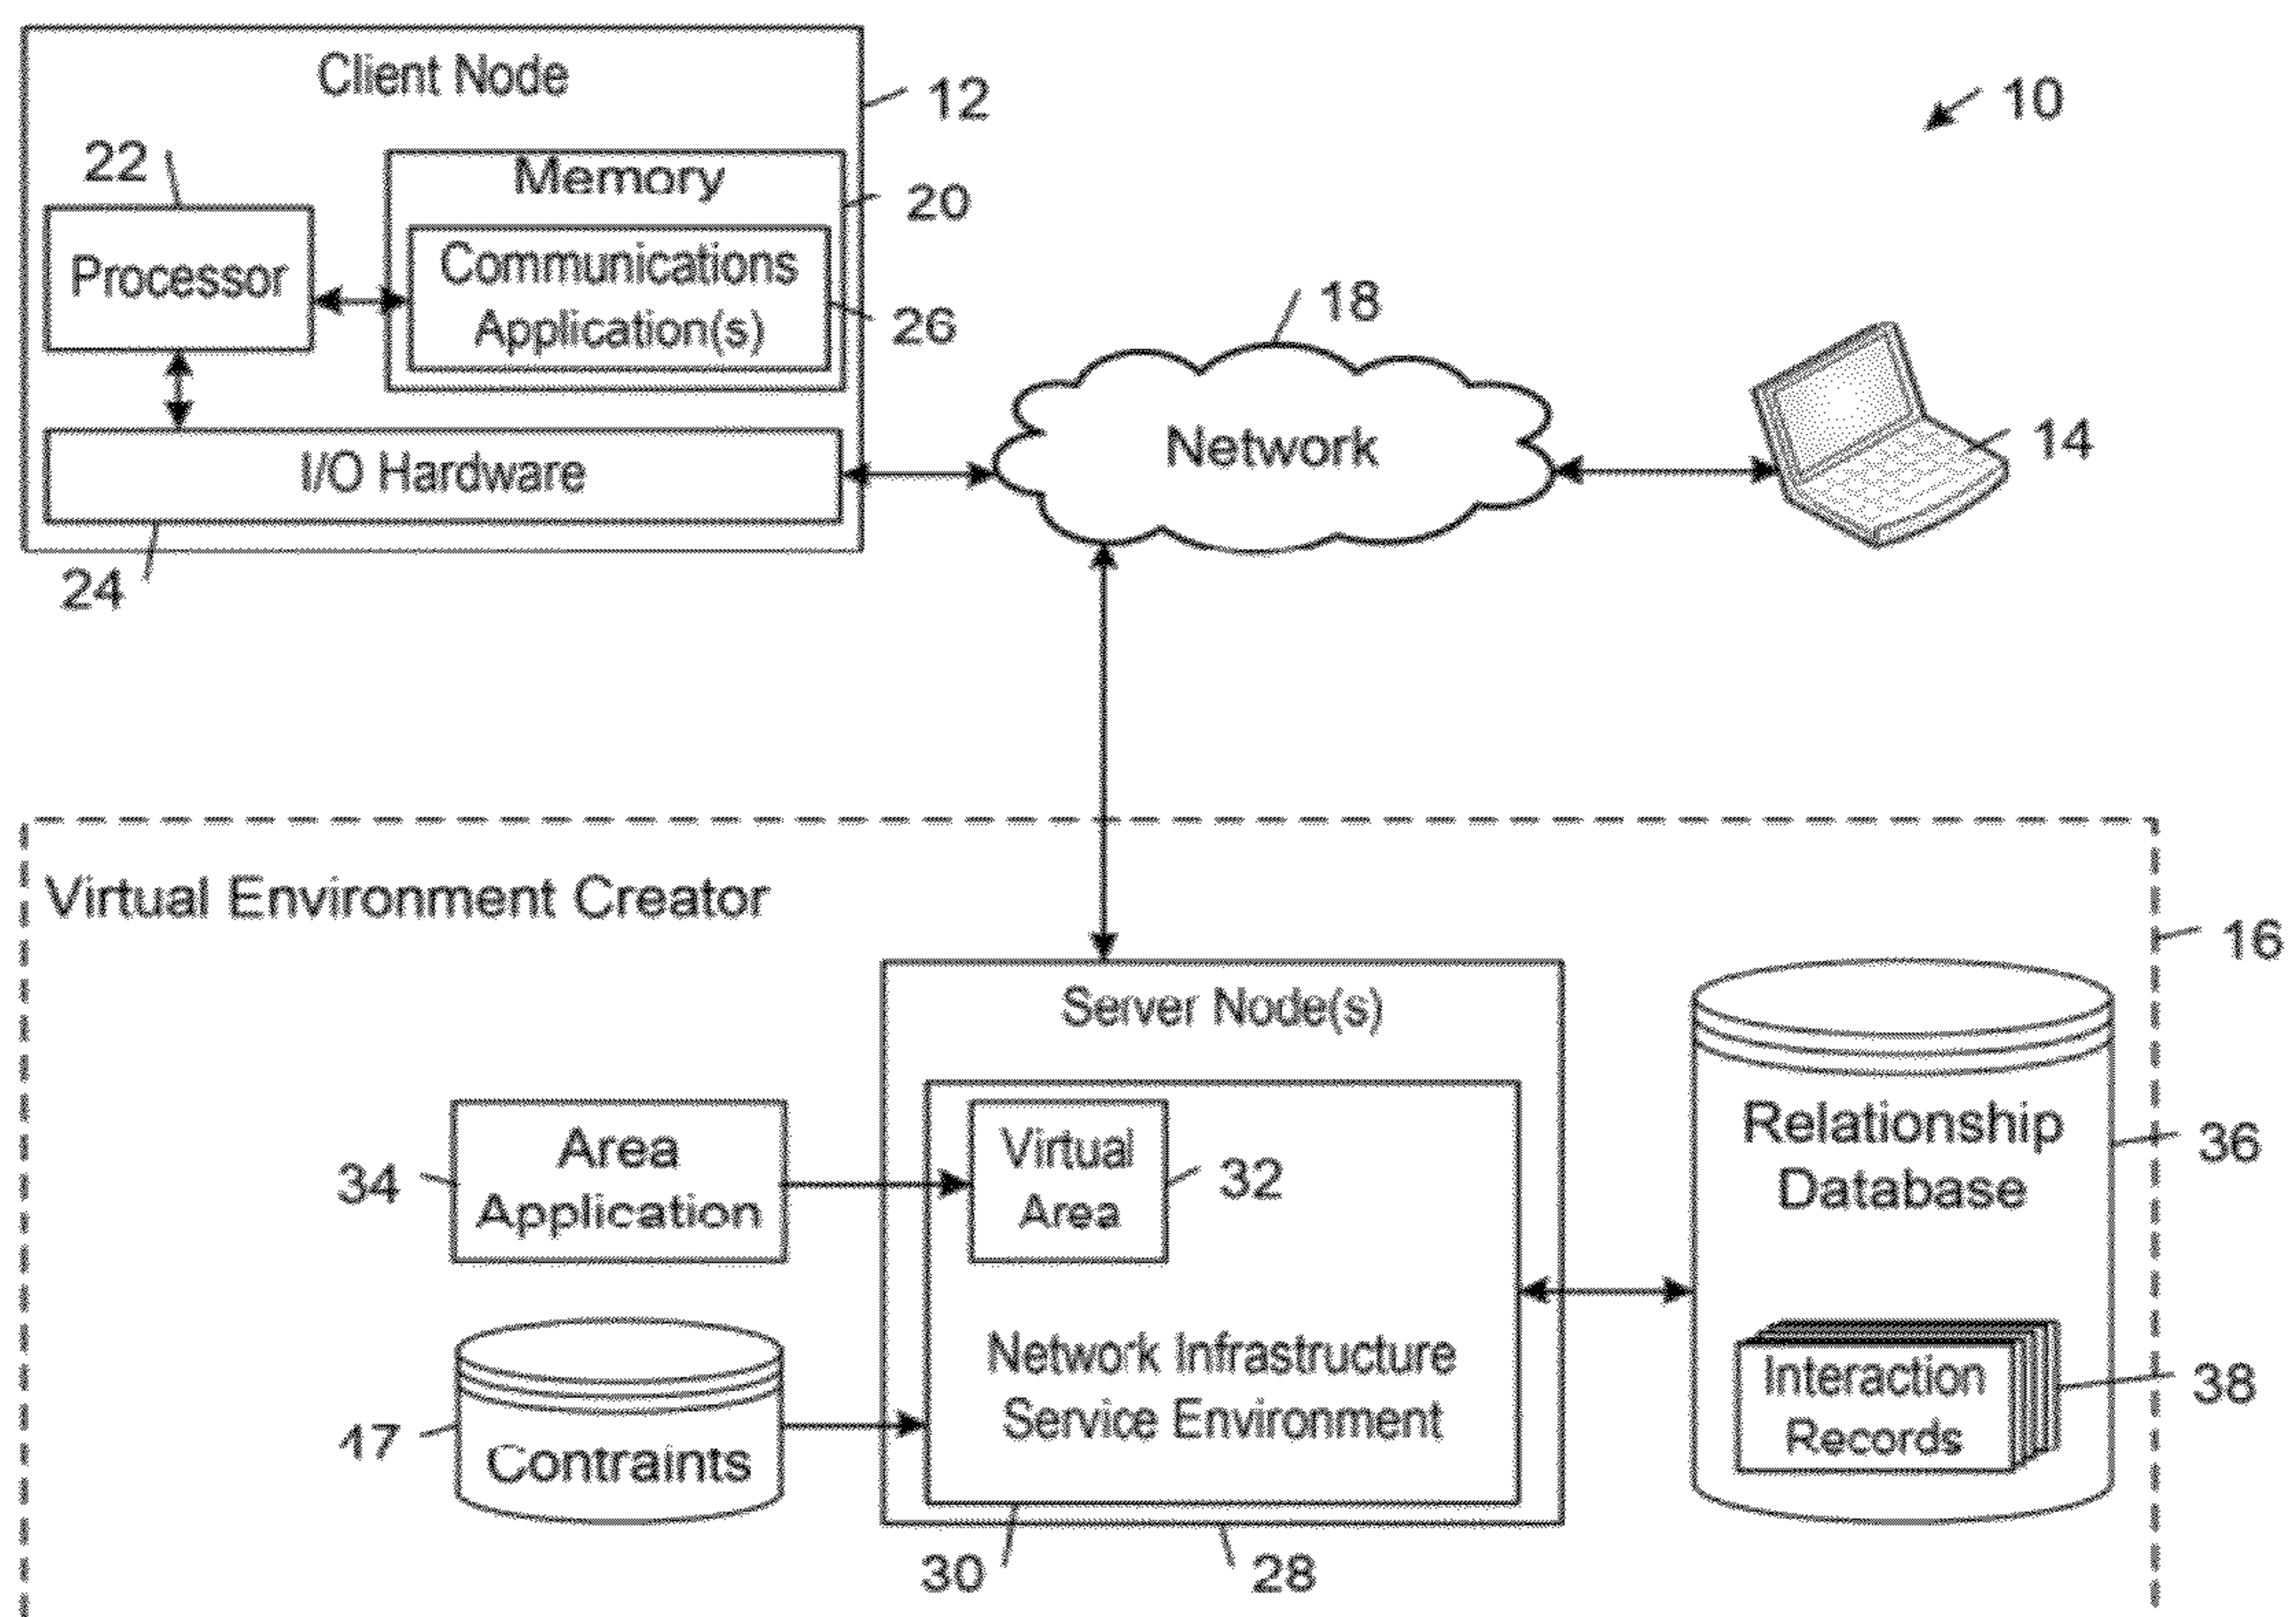 Client Node
12
10
22
Memory
20
Processor
Communications
Application(s)
26
18
Network
14
I/O Hardware
24
Virtual Environment Creator
16
Server Node(s)
Relationship
Database
36
34
Area
Application
Virtual
Area
32
Network Infrastructure
Service Environment
Interaction
Records
38
17
Contraints
30
28